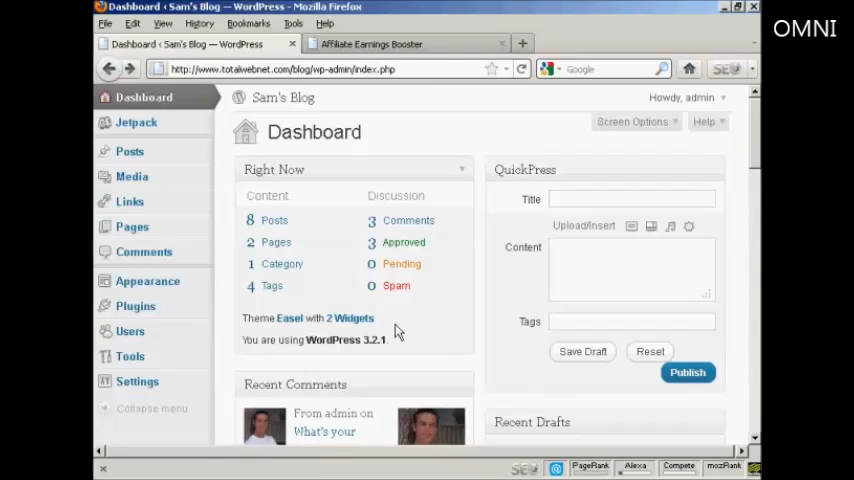 Dashboard ‹ Sam's Blog — WordPress - Mozilla Firefox
OMNI
File Edit View History Bookmarks Tools Help
Dashboard ‹ Sam's Blog — WordPress
Affiliate Earnings Booster
http://www.totalwebnet.com/blog/wp-admin/index.php
Google
SEO
Dashboard
Sam's Blog
Howdy, admin
Jetpack
Screen Options
Help
Dashboard
Posts
Media
Links
Pages
Comments
Appearance
Plugins
Users
Tools
Settings
Collapse menu
Right Now
Content Discussion
8 Posts 3 Comments
2 Pages 3 Approved
1 Category 0 Pending
4 Tags 0 Spam
Theme Easel with 2 Widgets
You are using WordPress 3.2.1.
Recent Comments
From admin on
What's your
QuickPress
Title
Upload/Insert
Content
Tags
Save Draft
Reset
Publish
Recent Drafts
SEO
PageRank
Alexa
Compete
mozRank